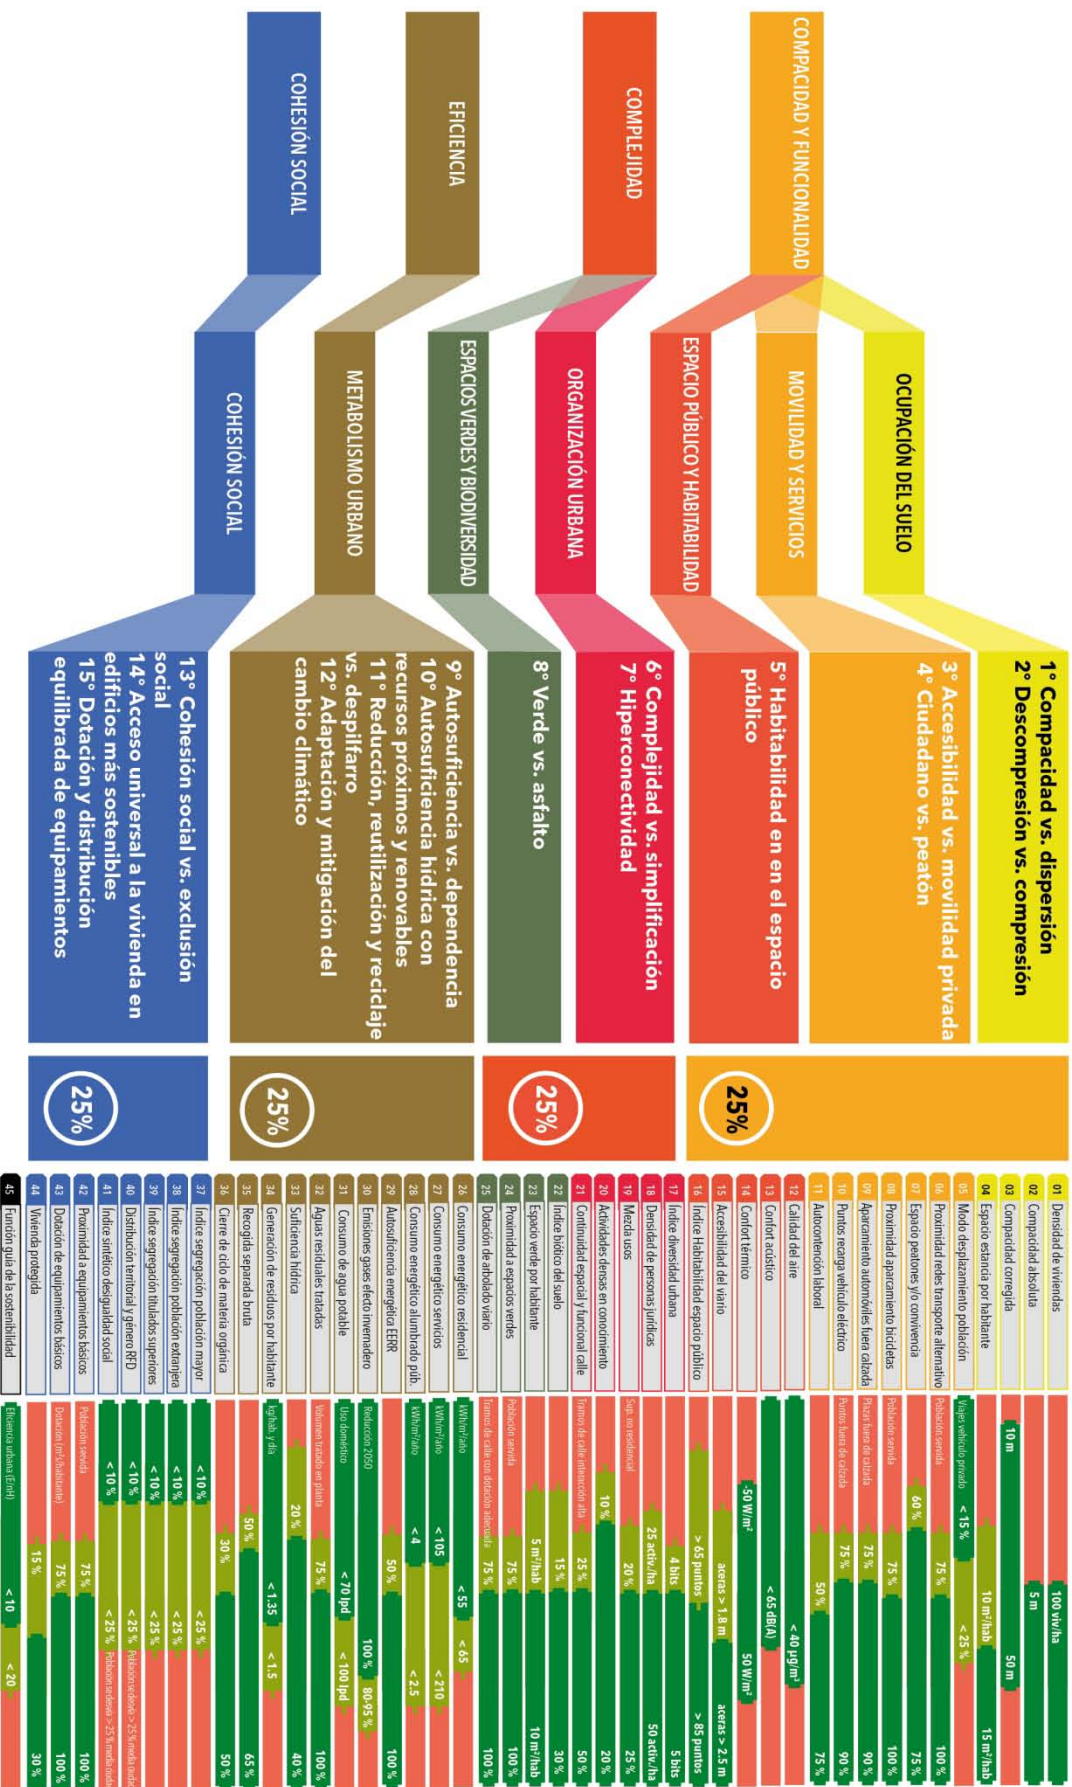 COMPACIDAD Y FUNCIONALIDAD
COMPLEJIDAD
EFICIENCIA
COHESIÓN SOCIAL
OCUPACIÓN DEL SUELO
MOVILIDAD Y SERVICIOS
ESPACIO PÚBLICO Y HABITABILIDAD
ORGANIZACIÓN URBANA
ESPACIOS VERDES Y BIODIVERSIDAD
METABOLISMO URBANO
COHESIÓN SOCIAL
1° Compacidad vs. dispersión
2° Descompresión vs. compresión
3° Accesibilidad vs. movilidad privada
4° Ciudadano vs. peatón
5° Habitabilidad en en el espacio
público
6° Complejidad vs. simplificación
7° Hiperconectividad
8° Verde vs. asfalto
9° Autosuficiencia vs. dependencia
10° Autosuficiencia hídrica con
recursos próximos y renovables
11° Reducción, reutilización y reciclaje
vs. despilfarro
12° Adaptación y mitigación del
cambio climático
13° Cohesión social vs. exclusión
social
14° Acceso universal a la vivienda en
edificios más sostenibles
15° Dotación y distribución
equilibrada de equipamientos
25%
25%
25%
25%
01 Densidad de viviendas 100 viv/ha
02 Compacidad absoluta 5 m
03 Compacidad corregida 10 m 50 m
04 Espacio estancia por habitante 10 m²/hab 15 m²/hab
05 Modo desplazamiento población Viajes vehículo privado < 15 % < 25 %
06 Proximidad redes transporte alternativo Población servida 75 % 100 %
07 Espacio peatones y/o convivencia 60 % 75 %
08 Proximidad aparcamiento bicicletas Población servida 75 % 100 %
09 Aparcamiento automóviles fuera calzada Plazas fuera de calzada 75 % 90 %
10 Puntos recarga vehículo eléctrico Puntos fuera de calzada 75 % 90 %
11 Autocontención laboral 50 % 75 %
12 Calidad del aire < 40 µg/m³
13 Confort acústico < 65 dB(A)
14 Confort térmico -50 W/m² 50 W/m²
15 Accesibilidad del viario aceras > 1.8 m aceras > 2.5 m
16 Indice Habitabilidad espacio público > 65 puntos > 85 puntos
17 Indice diversidad urbana 4 bits 5 bits
18 Densidad de personas jurídicas 25 activ./ha 50 activ./ha
19 Mezcla usos Sup. no residencial 20 % 25 %
20 Actividades densas en conocimiento 10 % 20 %
21 Continuidad espacial y funcional calle Tramos de calle interacción alta 25 % 50 %
22 Indice biótico del suelo 15 % 30 %
23 Espacio verde por habitante 5 m²/hab 10 m²/hab
24 Proximidad a espacios verdes Población servida 75 % 100 %
25 Dotación de arbolado viario Tramos de calle con dotación adecuada 75 % 100 %
26 Consumo energético residencial kWh/m²/año < 55 < 65
27 Consumo energético servicios kWh/m²/año < 105 < 210
28 Consumo energético alumbrado púb. kWh/m²/año < 4 < 2.5
29 Autosuficiencia energética EERR 50 % 100 %
30 Emisiones gases efecto invernadero Reducción 2050 100 % 80-95 %
31 Consumo de agua potable Uso doméstico < 70 lpd < 100 lpd
32 Aguas residuales tratadas Volumen tratado en planta 75 % 100 %
33 Suficiencia hídrica 20 % 40 %
34 Generación de residuos por habitante kg/hab. y día < 1.35 < 1.5
35 Recogida separada bruta 50 % 65 %
36 Cierre de ciclo de materia orgánica 30 % 50 %
37 Indice segregación población mayor < 10 % < 25 %
38 Indice segregación población extranjera < 10 % < 25 %
39 Indice segregación titulados superiores < 10 % < 25 %
40 Distribución territorial y género RFD < 10 % < 25 % Población se desvía > 25 % media ciudad
41 Indice sintético desigualdad social < 10 % < 25 % Población se desvía > 25 % media ciudad
42 Proximidad a equipamientos básicos Población servida 75 % 100 %
43 Dotación de equipamientos básicos Dotación (m²s/habitante) 75 % 100 %
44 Vivienda protegida 15 % 30 %
45 Función guía de la sostenibilidad Eficiencia urbana (E/nH) < 10 < 20